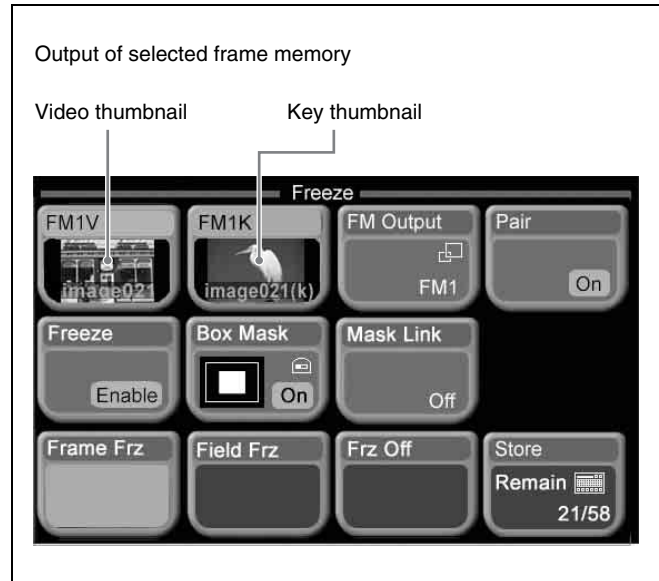 Output of selected frame memory
Video thumbnail Key thumbnail
Freeze
FM1V FM1K FM Output Pair
image021 image021(k) FM1 On
Freeze Box Mask Mask Link
Enable On Off
Frame Frz Field Frz Frz Off Store
Remain
21/58